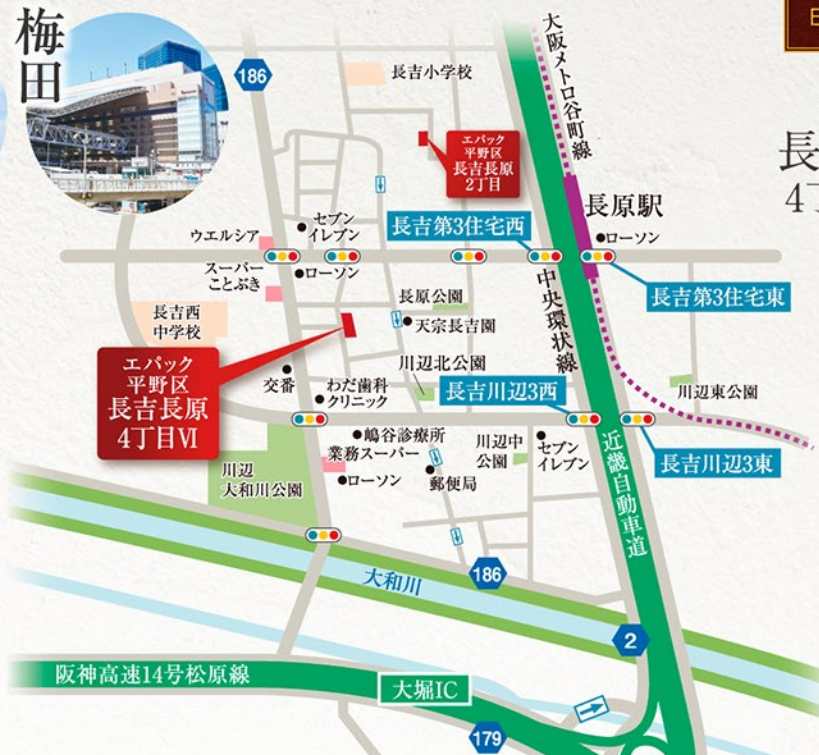 梅田
186
長吉小学校
大阪メトロ谷町線
エパック
平野区
長吉長原
2丁目
長原駅
長
4丁
ウエルシア
セブン
イレブン
長吉第3住宅西
ローソン
スーパー
ことぶき
ローソン
長吉第3住宅東
長原公園
中央環状線
長吉西
中学校
天宗長吉園
エパック
平野区
長吉長原
4丁目Ⅵ
川辺北公園
交番
わだ歯科
クリニック
長吉川辺3西
川辺東公園
嶋谷診療所
業務スーパー
川辺中
公園
セブン
イレブン
近畿自動車道
長吉川辺3東
川辺
大和川公園
ローソン
郵便局
大和川
186
2
阪神高速14号松原線
大堀IC
179